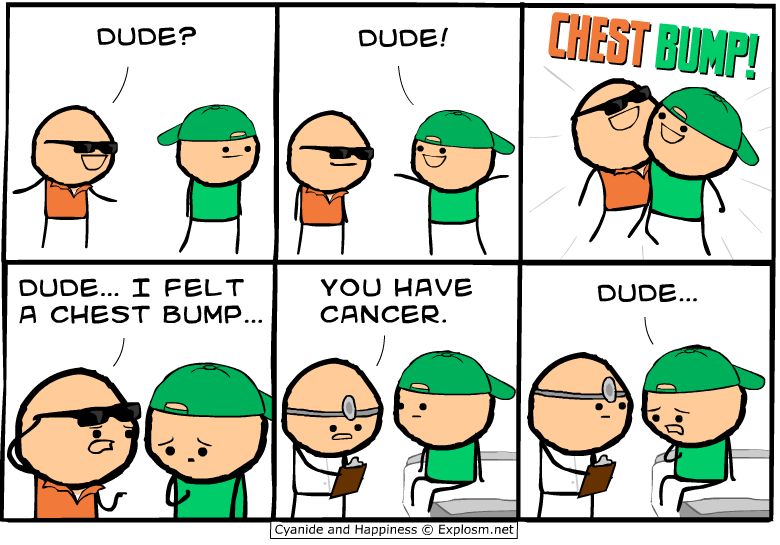 DUDE?
DUDE!
CHEST BUMP!
DUDE... I FELT
A CHEST BUMP...
YOU HAVE
CANCER.
DUDE...
Cyanide and Happiness © Explosm.net